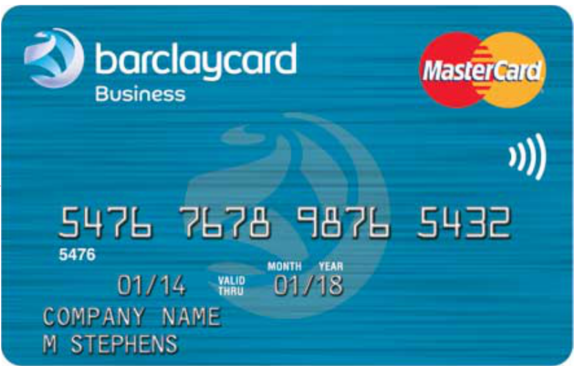 barclaycard
Business
MasterCard
5476 7678 9876 5432
5476
MONTH YEAR
01/14 VALID THRU 01/18
COMPANY NAME
M STEPHENS